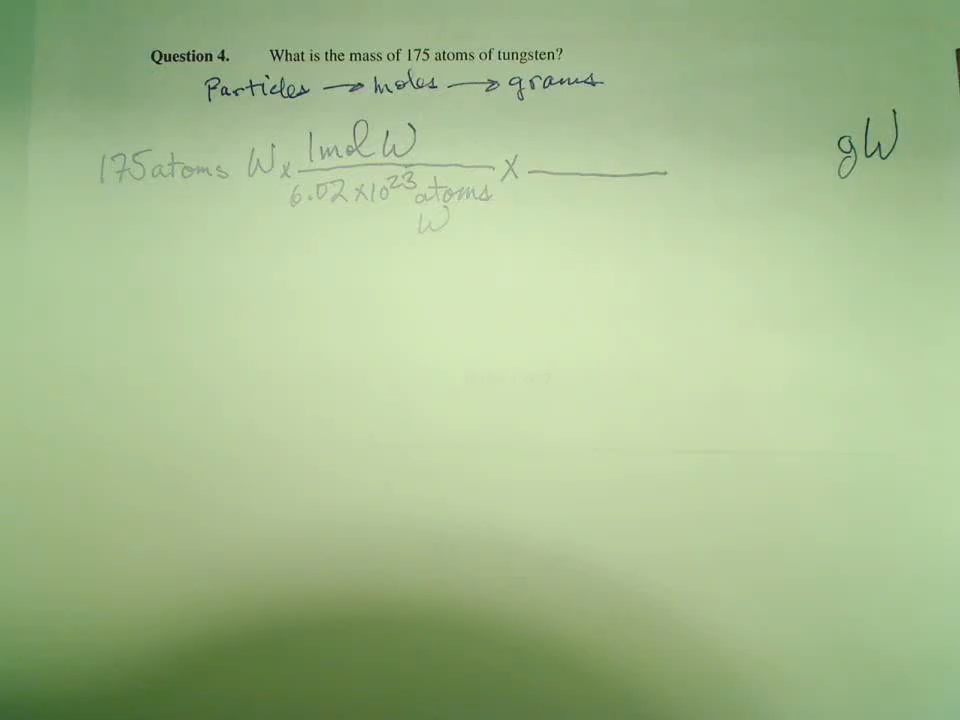 Question 4. What is the mass of 175 atoms of tungsten?
Particles → moles → grams
175 atoms W x 1 mol W x gW
6.02 x 10^23 atoms
W